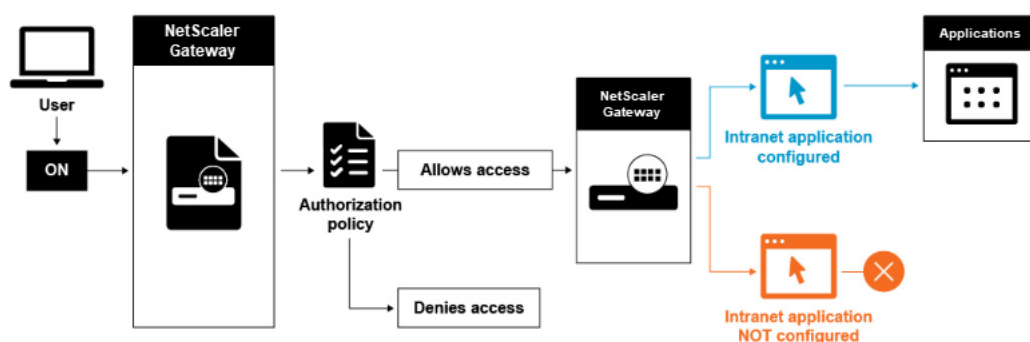 NetScaler
Gateway
User
ON
Authorization
policy
Allows access
Denies access
NetScaler
Gateway
Intranet application
configured
Applications
Intranet application
NOT configured